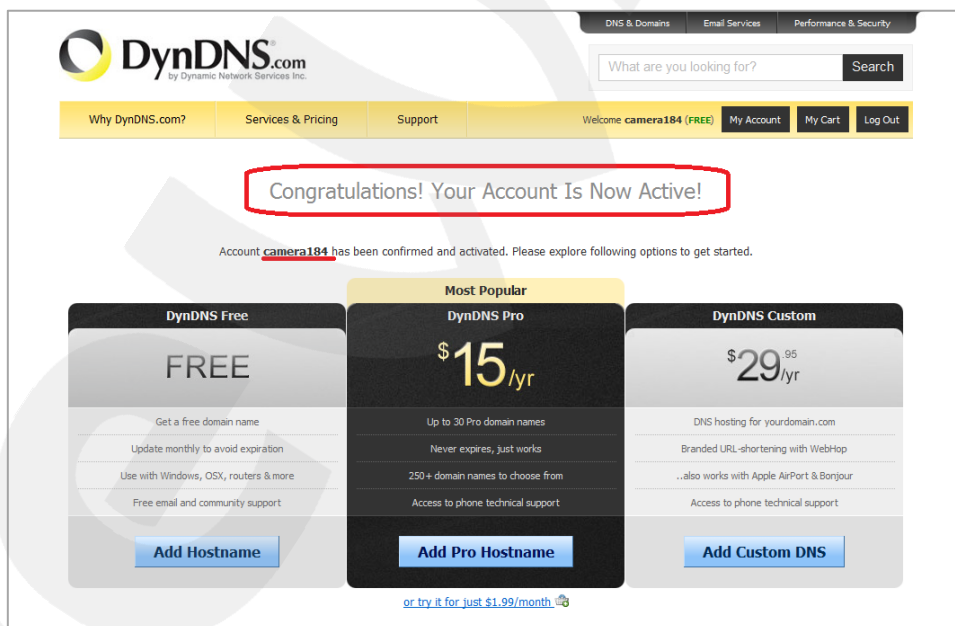 DNS & Domains Email Services Performance & Security
DynDNS.com
by Dynamic Network Services Inc.
What are you looking for? Search
Why DynDNS.com? Services & Pricing Support Welcome camera184 (FREE) My Account My Cart Log Out
Congratulations! Your Account Is Now Active!
Account camera184 has been confirmed and activated. Please explore following options to get started.
Most Popular
DynDNS Free
FREE
Get a free domain name
Update monthly to avoid expiration
Use with Windows, OSX, routers & more
Free email and community support
Add Hostname
DynDNS Pro
$15/yr
Up to 30 Pro domain names
Never expires, just works
250+ domain names to choose from
Access to phone technical support
Add Pro Hostname
or try it for just $1.99/month
DynDNS Custom
$29.95/yr
DNS hosting for yourdomain.com
Branded URL-shortening with WebHop
..also works with Apple AirPort & Bonjour
Access to phone technical support
Add Custom DNS